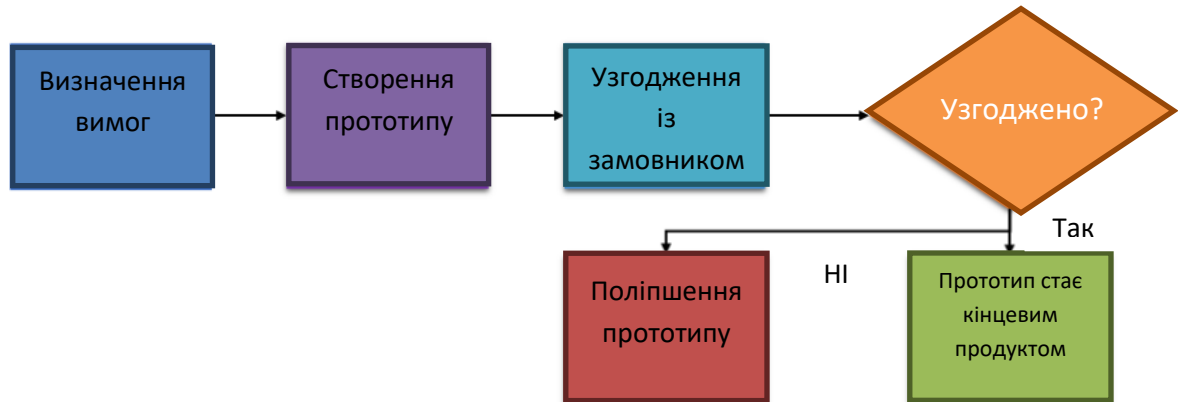 Визначення
вимог
Створення
прототипу
Узгодження
із
замовником
Узгоджено?
Так
НІ
Поліпшення
прототипу
Прототип стає
кінцевим
продуктом